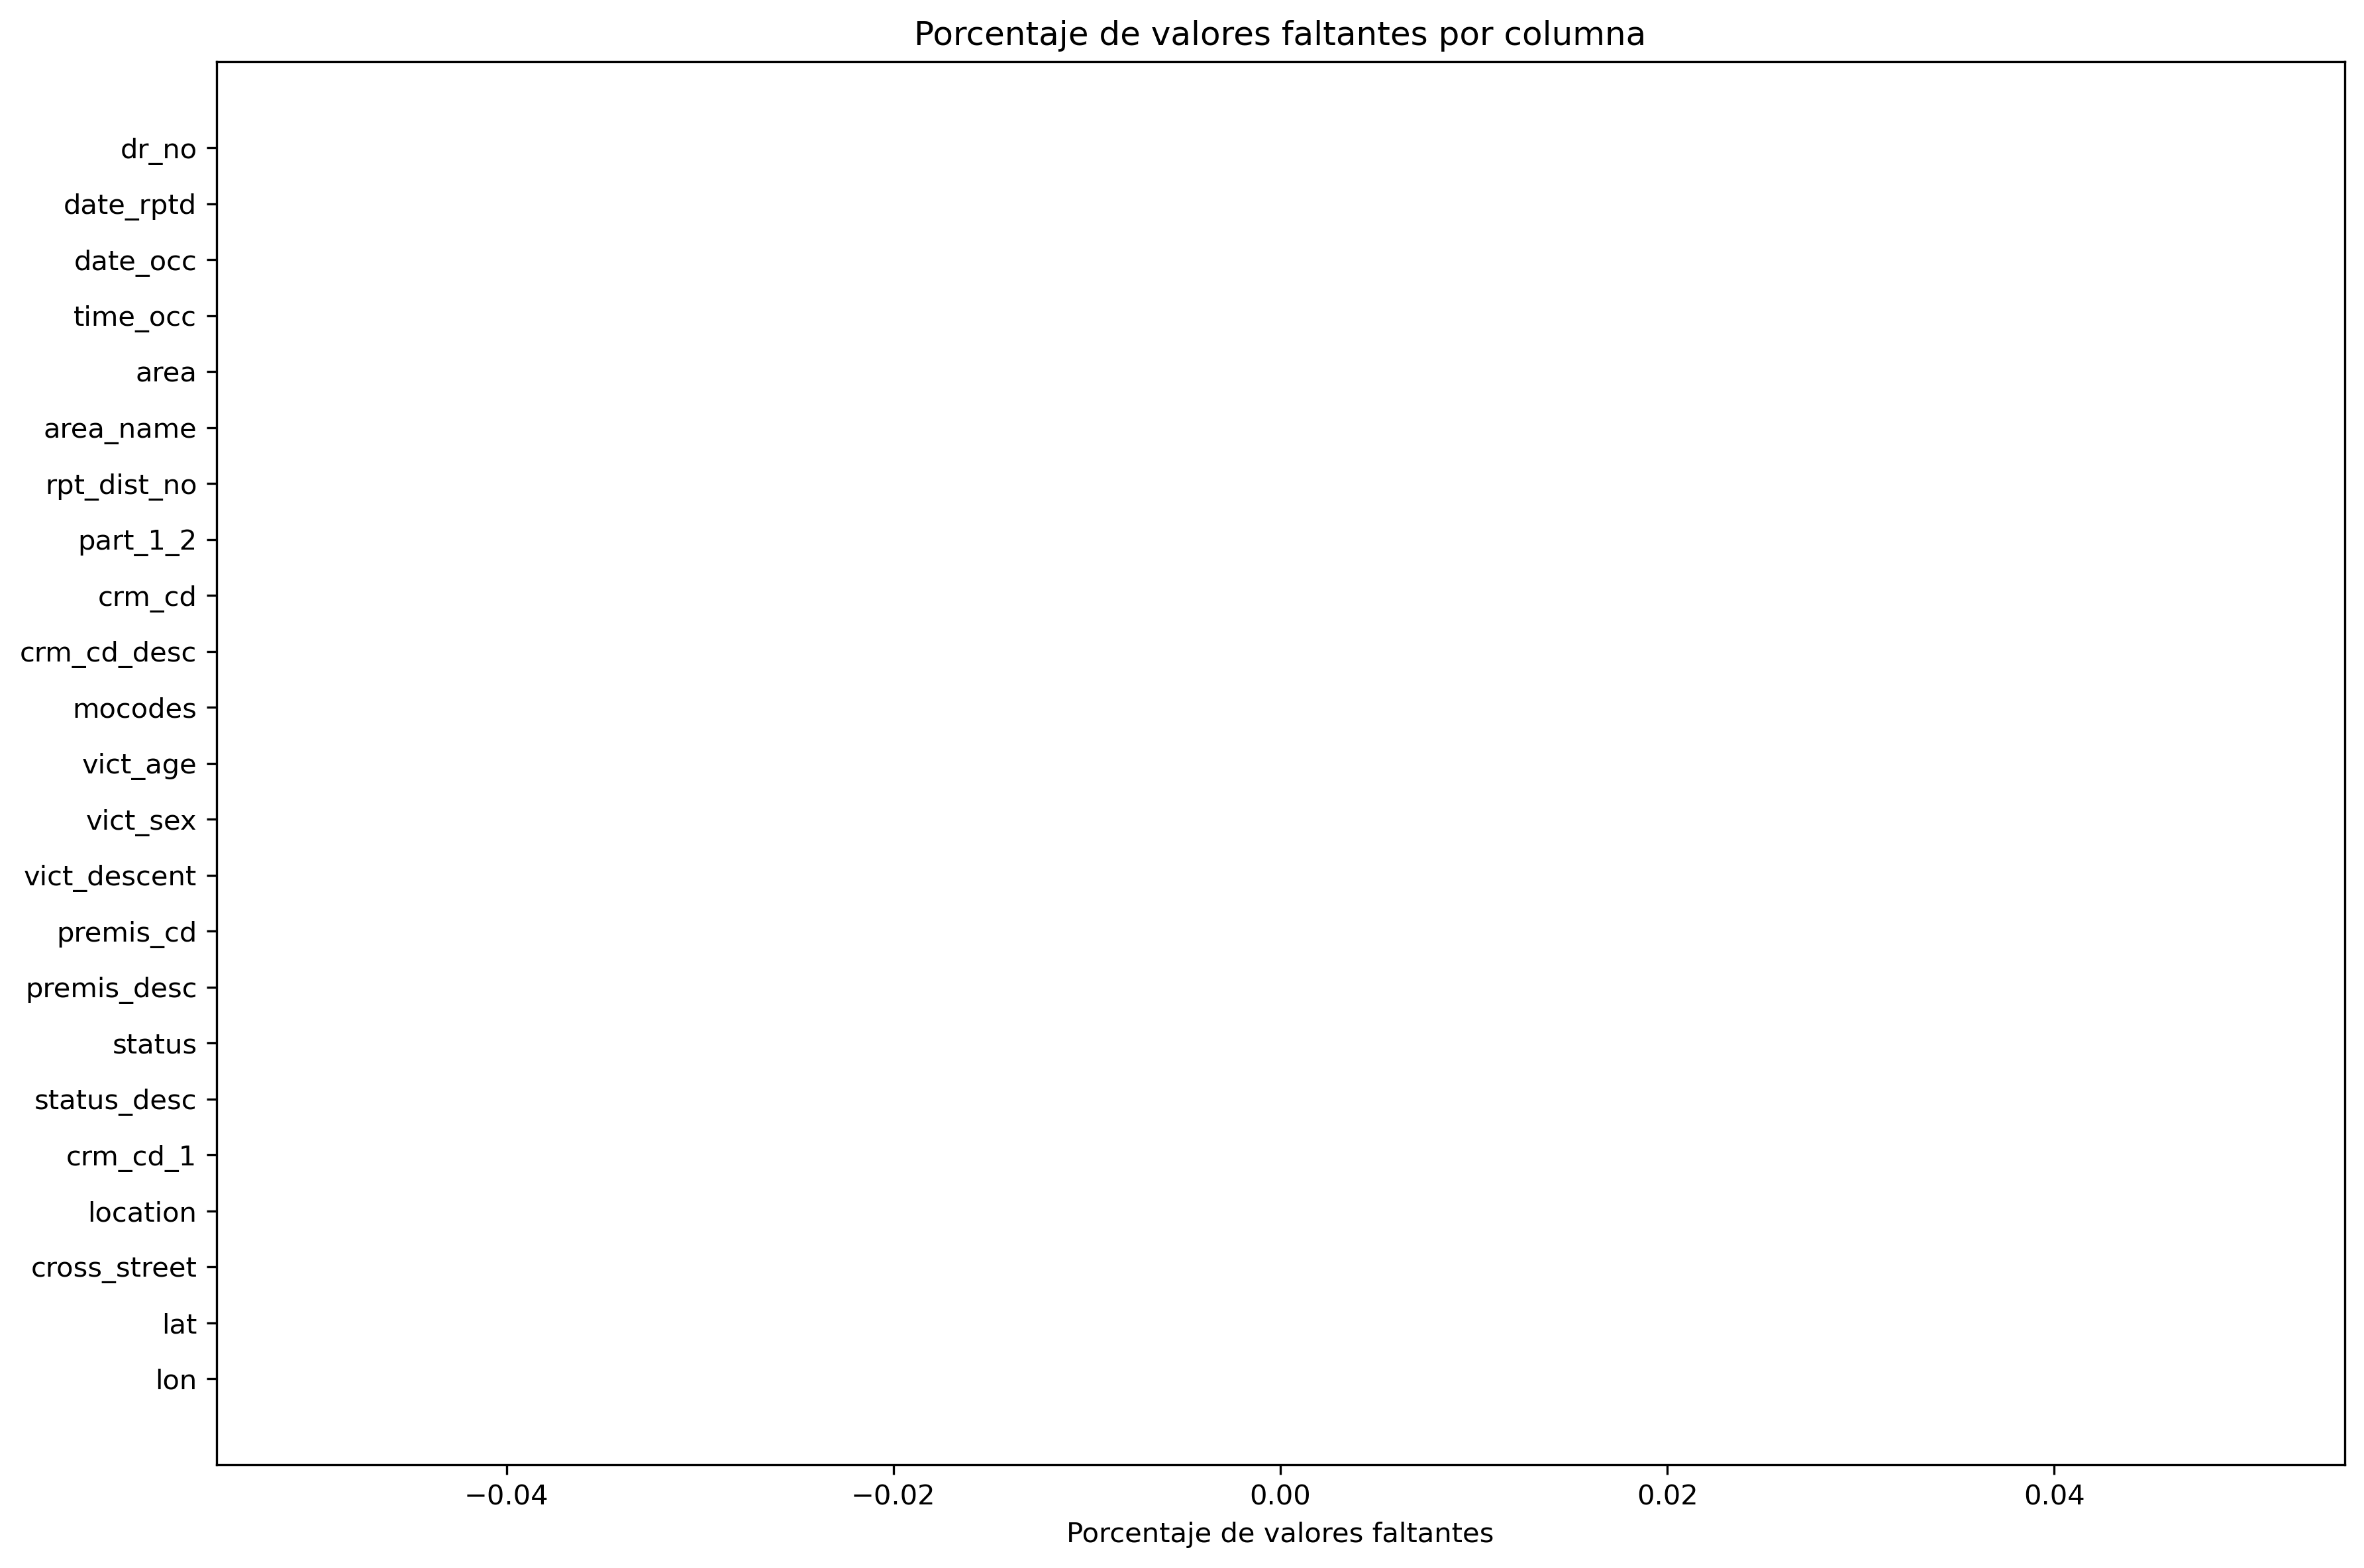 Porcentaje de valores faltantes por columna
dr_no
date_rptd
date_occ
time_occ
area
area_name
rpt_dist_no
part_1_2
crm_cd
crm_cd_desc
mocodes
vict_age
vict_sex
vict_descent
premis_cd
premis_desc
status
status_desc
crm_cd_1
location
cross_street
lat
lon
−0.04 −0.02 0.00 0.02 0.04
Porcentaje de valores faltantes